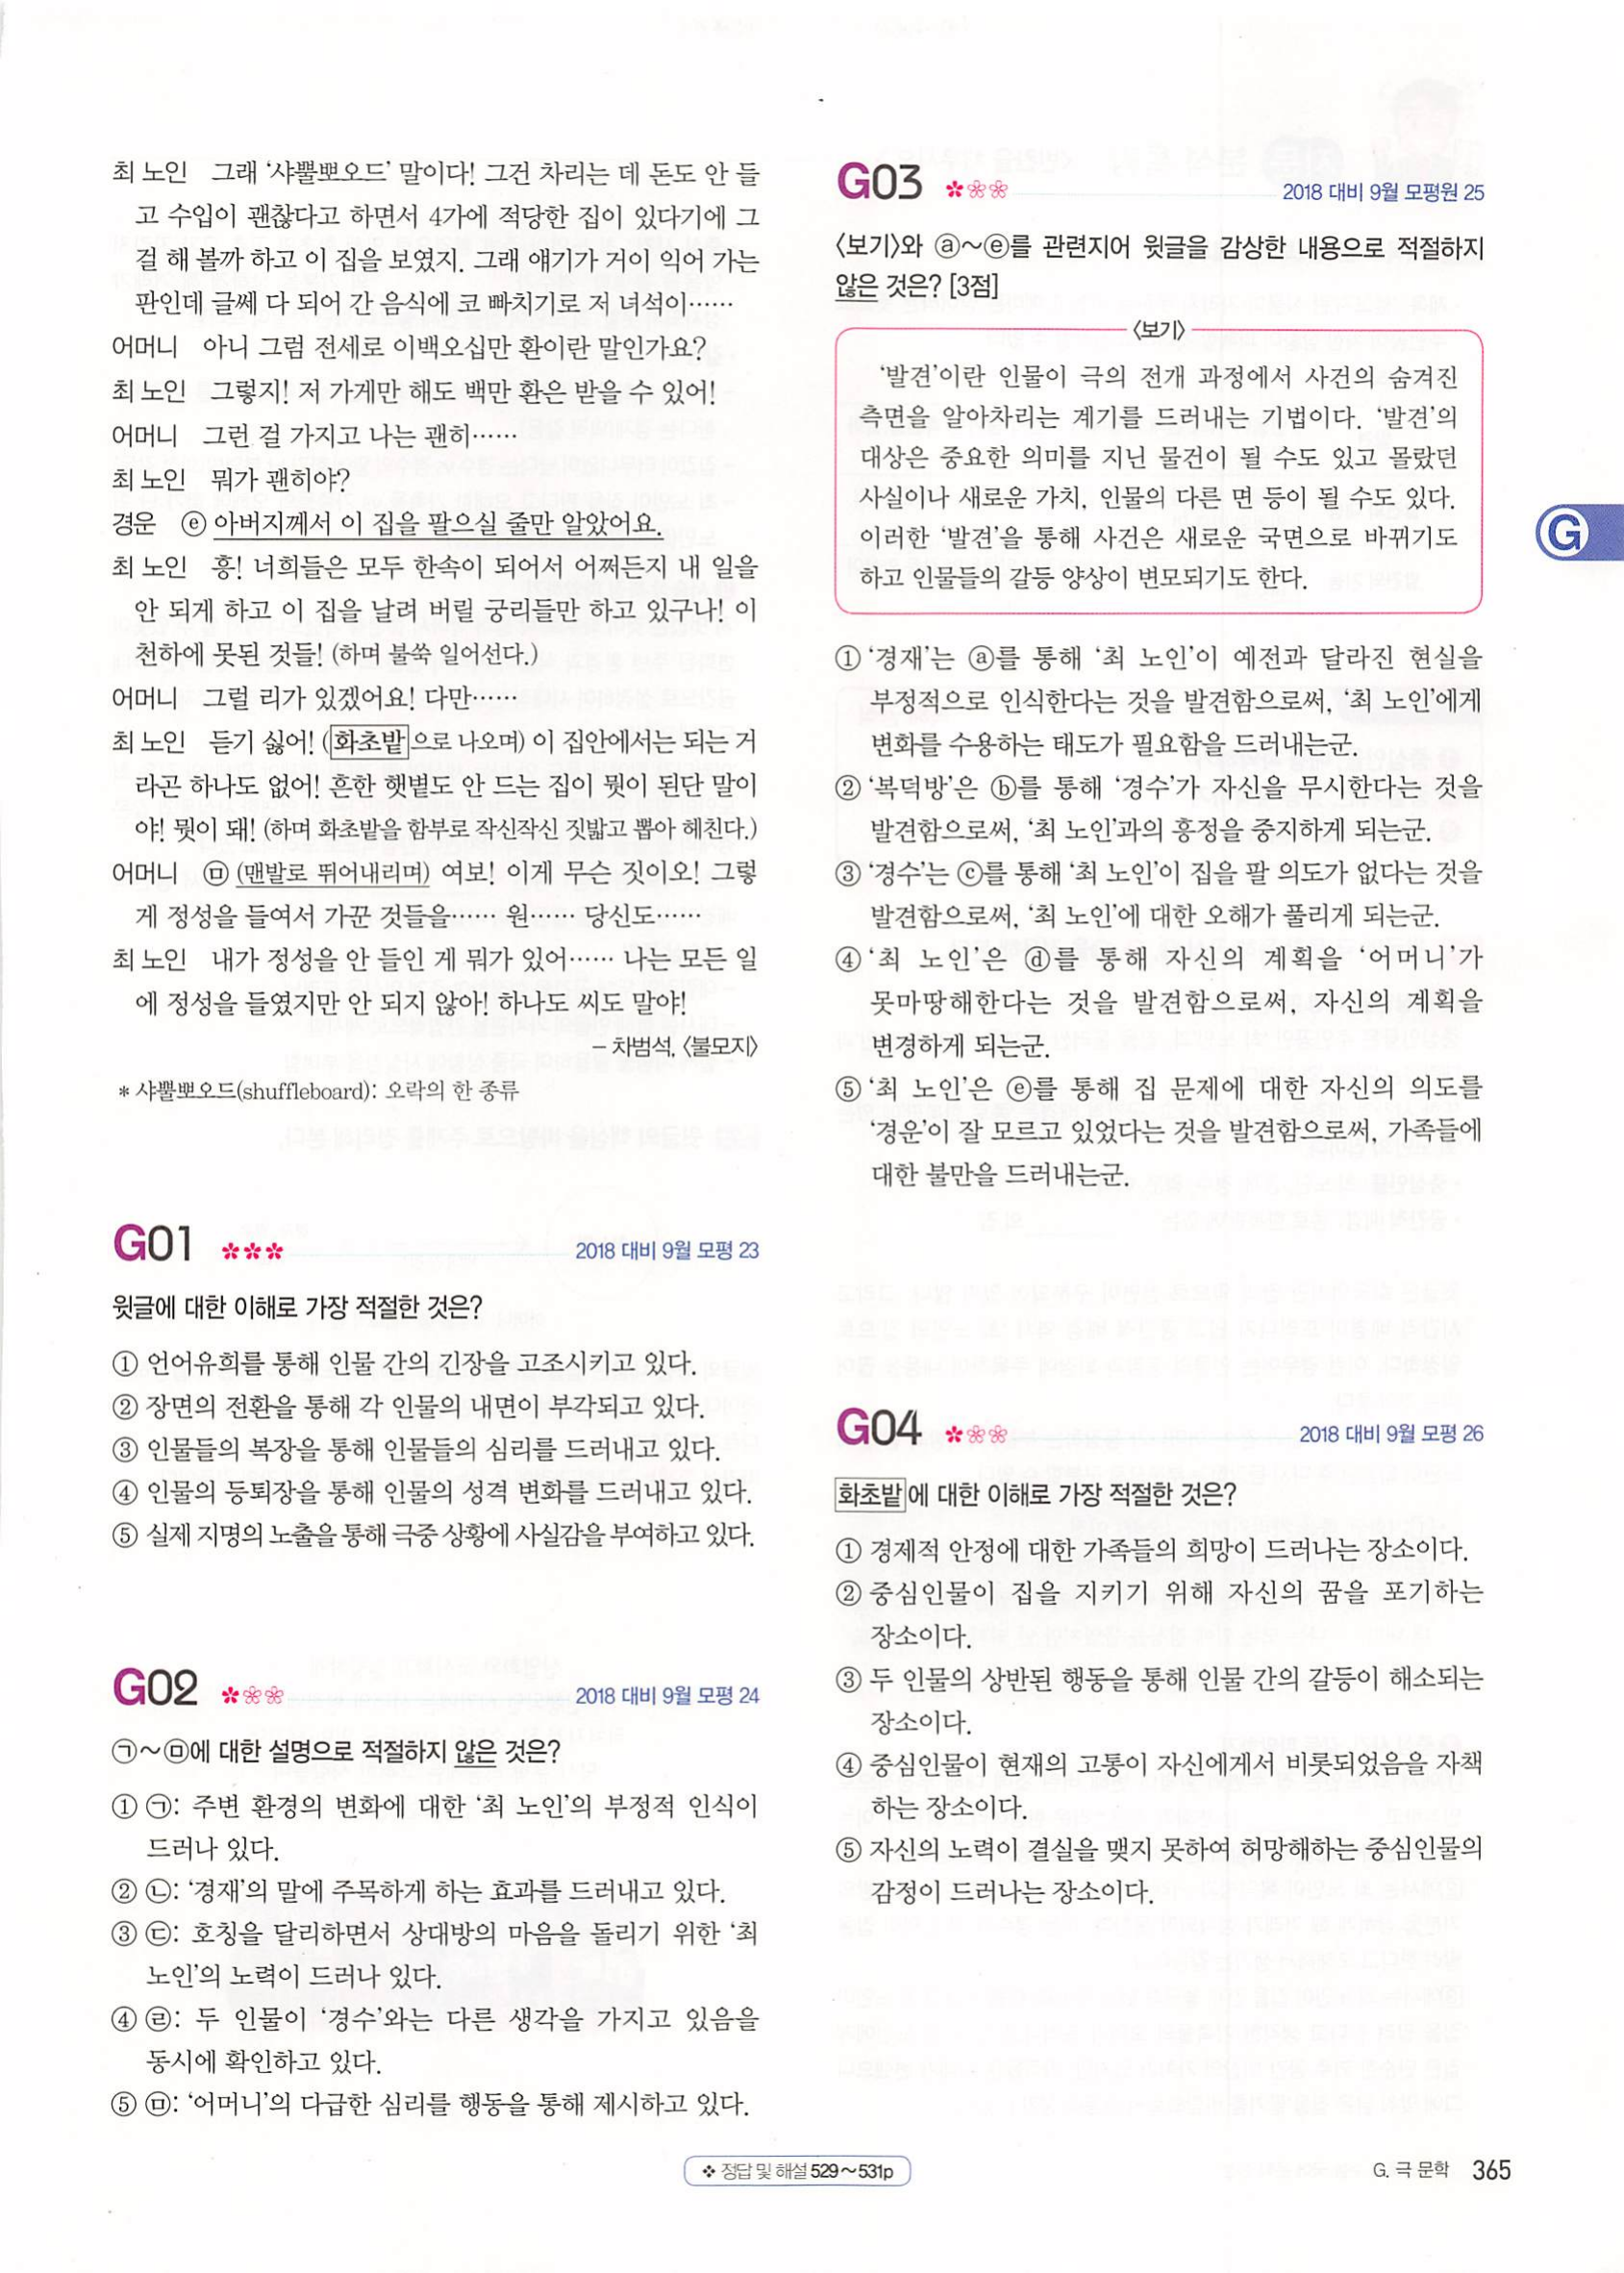 최 노인 그래 ‘샤뿔뽀오드’ 말이다! 그건 차리는 데 돈도 안 들
고 수입이 괜찮다고 하면서 4가에 적당한 집이 있다기에 그
걸 해 볼까 하고 이 집을 보였지. 그래 얘기가 거이 익어 가는
판인데 글쎄 다 되어 간 음식에 코 빠치기로 저 녀석이……
어머니 아니 그럼 전세로 이백오십만 환이란 말인가요?
최 노인 그렇지! 저 가게만 해도 백만 환은 받을 수 있어!
어머니 그런 걸 가지고 나는 괜히……
최 노인 뭐가 괜히야?
경운 ⓔ 아버지께서 이 집을 팔으실 줄만 알았어요.
최 노인 흥! 너희들은 모두 한속이 되어서 어쩌든지 내 일을
안 되게 하고 이 집을 날려 버릴 궁리들만 하고 있구나! 이
천하에 못된 것들! (하며 불쑥 일어선다.)
어머니 그럴 리가 있겠어요! 다만……
최 노인 듣기 싫어! (화초밭으로 나오며) 이 집안에서는 되는 거
라곤 하나도 없어! 흔한 햇볕도 안 드는 집이 뭣이 된단 말이
야! 뭣이 돼! (하며 화초밭을 함부로 작신작신 짓밟고 뽑아 헤친다.)
어머니 ㉤ (맨발로 뛰어내리며) 여보! 이게 무슨 짓이오! 그렇
게 정성을 들여서 가꾼 것들을…… 원…… 당신도……
최 노인 내가 정성을 안 들인 게 뭐가 있어…… 나는 모든 일
에 정성을 들였지만 안 되지 않아! 하나도 씨도 말아!
– 차범석, 〈불모지〉
* 샤뿔뽀오드(shuffleboard): 오락의 한 종류
G01 2018 대비 9월 모평 23
윗글에 대한 이해로 가장 적절한 것은?
① 언어유희를 통해 인물 간의 긴장을 고조시키고 있다.
② 장면의 전환을 통해 각 인물의 내면이 부각되고 있다.
③ 인물들의 복장을 통해 인물들의 심리를 드러내고 있다.
④ 인물의 등퇴장을 통해 인물의 성격 변화를 드러내고 있다.
⑤ 실제 지명의 노출을 통해 극중 상황에 사실감을 부여하고 있다.
G02 2018 대비 9월 모평 24
㉠～㉤에 대한 설명으로 적절하지 않은 것은?
① ㉠: 주변 환경의 변화에 대한 ‘최 노인’의 부정적 인식이
드러나 있다.
② ㉡: ‘경재’의 말에 주목하게 하는 효과를 드러내고 있다.
③ ㉢: 호칭을 달리하면서 상대방의 마음을 돌리기 위한 ‘최
노인’의 노력이 드러나 있다.
④ ㉣: 두 인물이 ‘경수’와는 다른 생각을 가지고 있음을
동시에 확인하고 있다.
⑤ ㉤: ‘어머니’의 다급한 심리를 행동을 통해 제시하고 있다.
G03 2018 대비 9월 모평원 25
〈보기〉와 ⓐ～ⓔ를 관련지어 윗글을 감상한 내용으로 적절하지
않은 것은? [3점]
〈보기〉
‘발견’이란 인물이 극의 전개 과정에서 사건의 숨겨진
측면을 알아차리는 계기를 드러내는 기법이다. ‘발견’의
대상은 중요한 의미를 지닌 물건이 될 수도 있고 몰랐던
사실이나 새로운 가치, 인물의 다른 면 등이 될 수도 있다.
이러한 ‘발견’을 통해 사건은 새로운 국면으로 바뀌기도
하고 인물들의 갈등 양상이 변모되기도 한다.
① ‘경재’는 ⓐ를 통해 ‘최 노인’이 예전과 달라진 현실을
부정적으로 인식한다는 것을 발견함으로써, ‘최 노인’에게
변화를 수용하는 태도가 필요함을 드러내는군.
② ‘복덕방’은 ⓑ를 통해 ‘경수’가 자신을 무시한다는 것을
발견함으로써, ‘최 노인’과의 흥정을 중지하게 되는군.
③ ‘경수’는 ⓒ를 통해 ‘최 노인’이 집을 팔 의도가 없다는 것을
발견함으로써, ‘최 노인’에 대한 오해가 풀리게 되는군.
④ ‘최 노인’은 ⓓ를 통해 자신의 계획을 ‘어머니’가
못마땅해한다는 것을 발견함으로써, 자신의 계획을
변경하게 되는군.
⑤ ‘최 노인’은 ⓔ를 통해 집 문제에 대한 자신의 의도를
‘경운’이 잘 모르고 있었다는 것을 발견함으로써, 가족들에
대한 불만을 드러내는군.
G04 2018 대비 9월 모평 26
화초밭에 대한 이해로 가장 적절한 것은?
① 경제적 안정에 대한 가족들의 희망이 드러나는 장소이다.
② 중심인물이 집을 지키기 위해 자신의 꿈을 포기하는
장소이다.
③ 두 인물의 상반된 행동을 통해 인물 간의 갈등이 해소되는
장소이다.
④ 중심인물이 현재의 고통이 자신에게서 비롯되었음을 자책
하는 장소이다.
⑤ 자신의 노력이 결실을 맺지 못하여 허망해하는 중심인물의
감정이 드러나는 장소이다.
G
❖ 정답 및 해설 529～531p
G. 극 문학 365